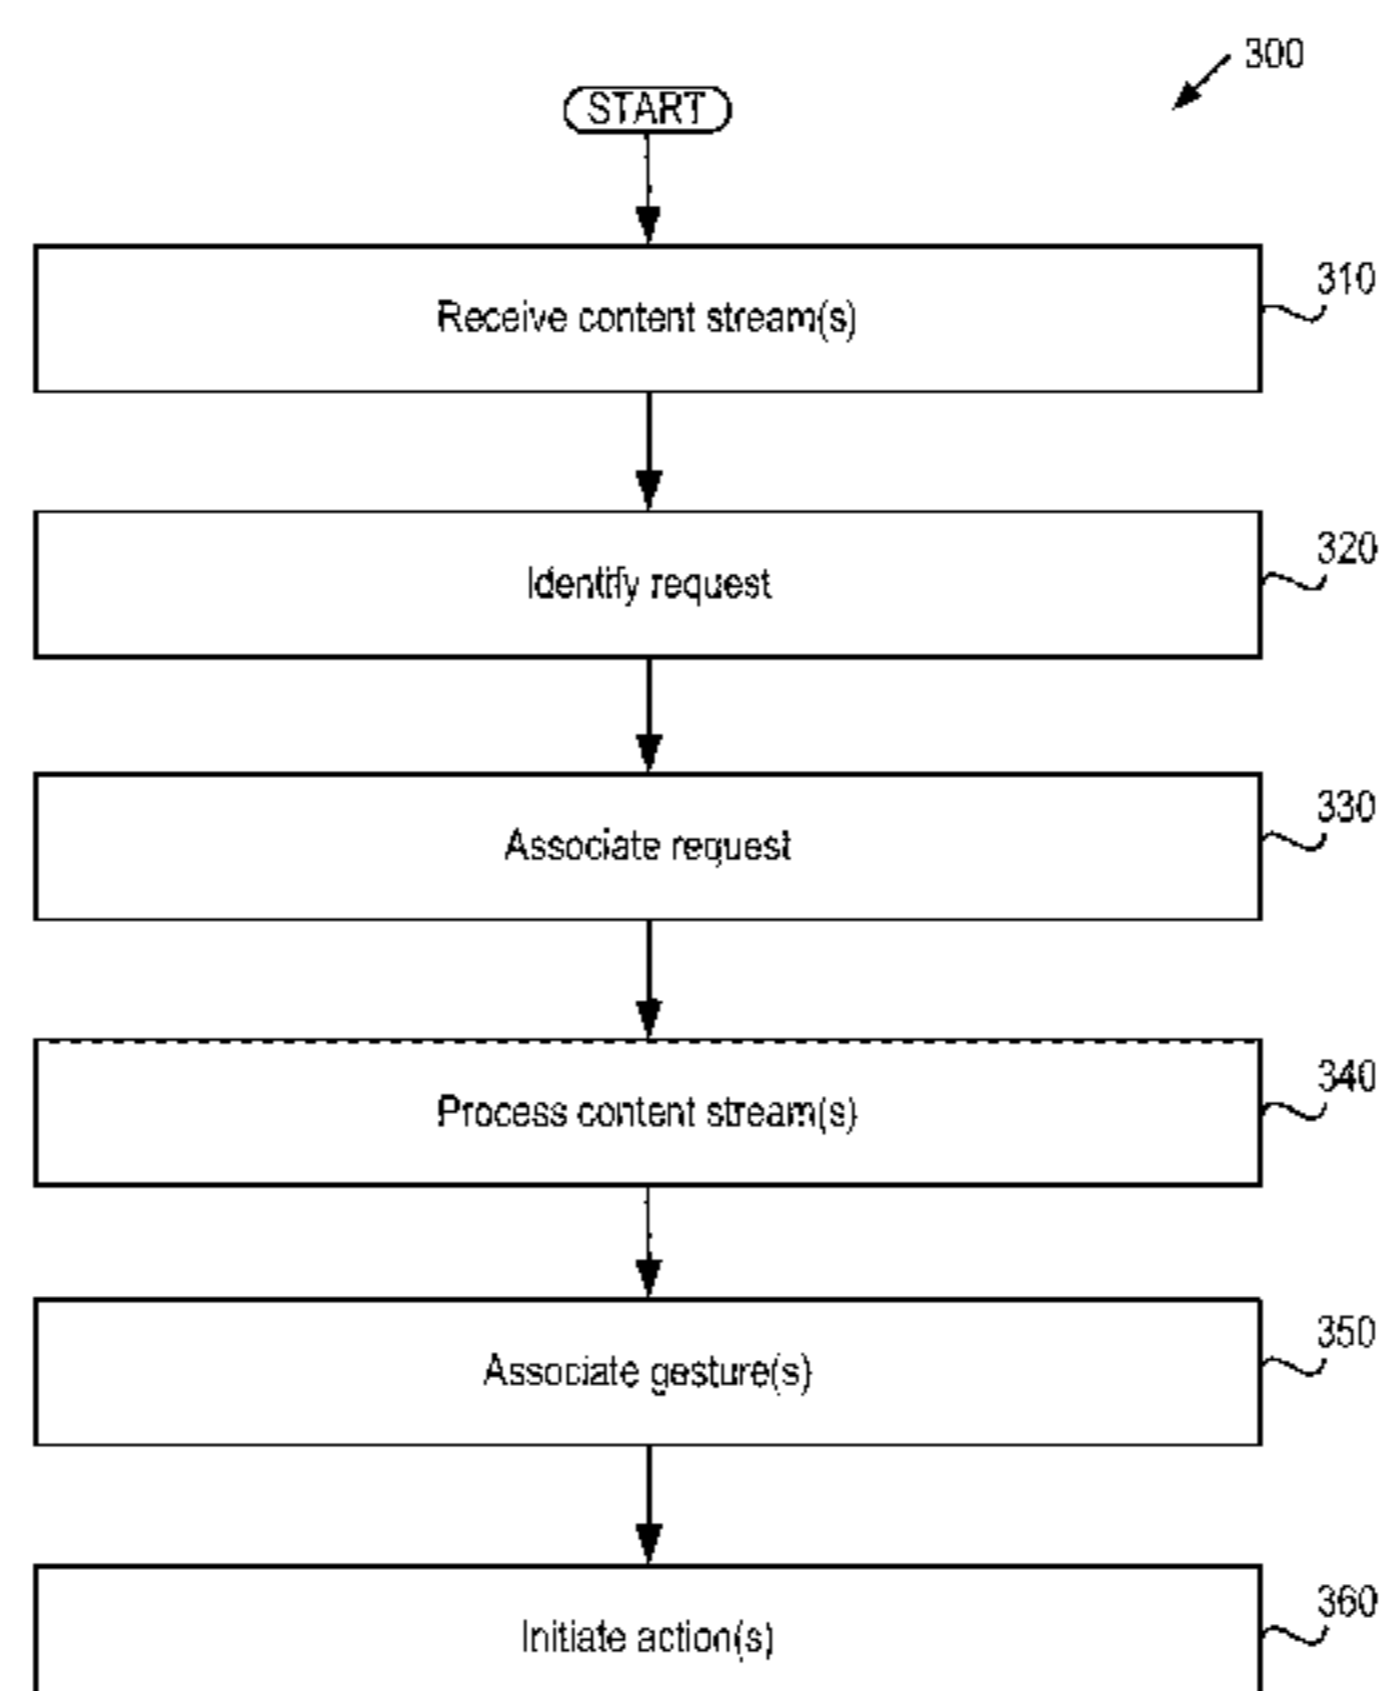 300
START
310
Receive content stream(s)
320
Identify request
330
Associate request
340
Process content stream(s)
350
Associate gesture(s)
360
Initiate action(s)